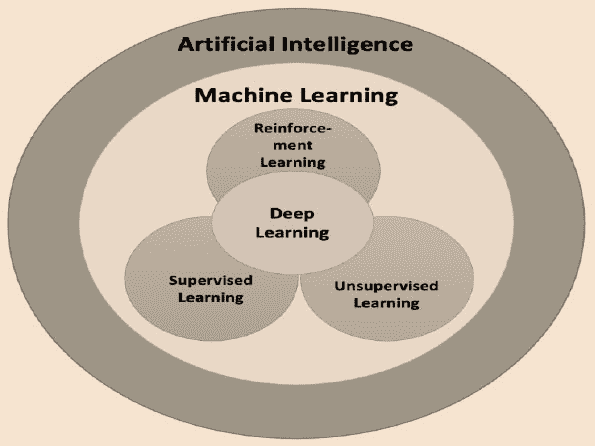 Artificial Intelligence
Machine Learning
Reinforce-
ment
Learning
Deep
Learning
Supervised
Learning
Unsupervised
Learning